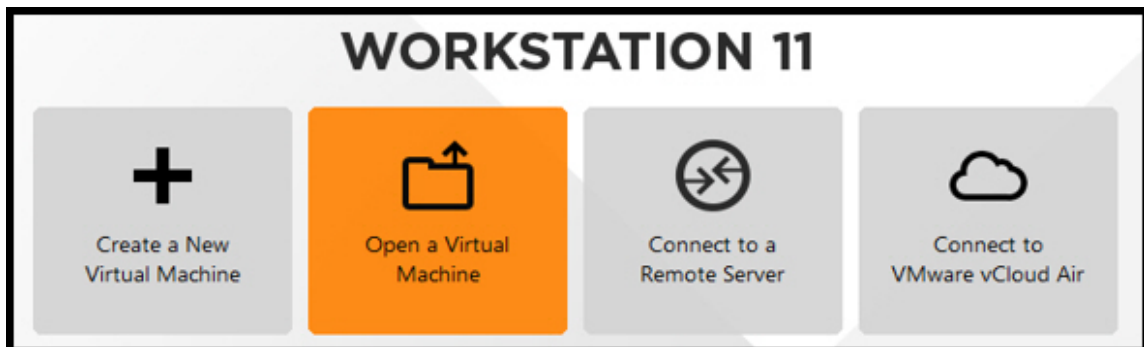 WORKSTATION 11
Create a New
Virtual Machine
Open a Virtual
Machine
Connect to a
Remote Server
Connect to
VMware vCloud Air